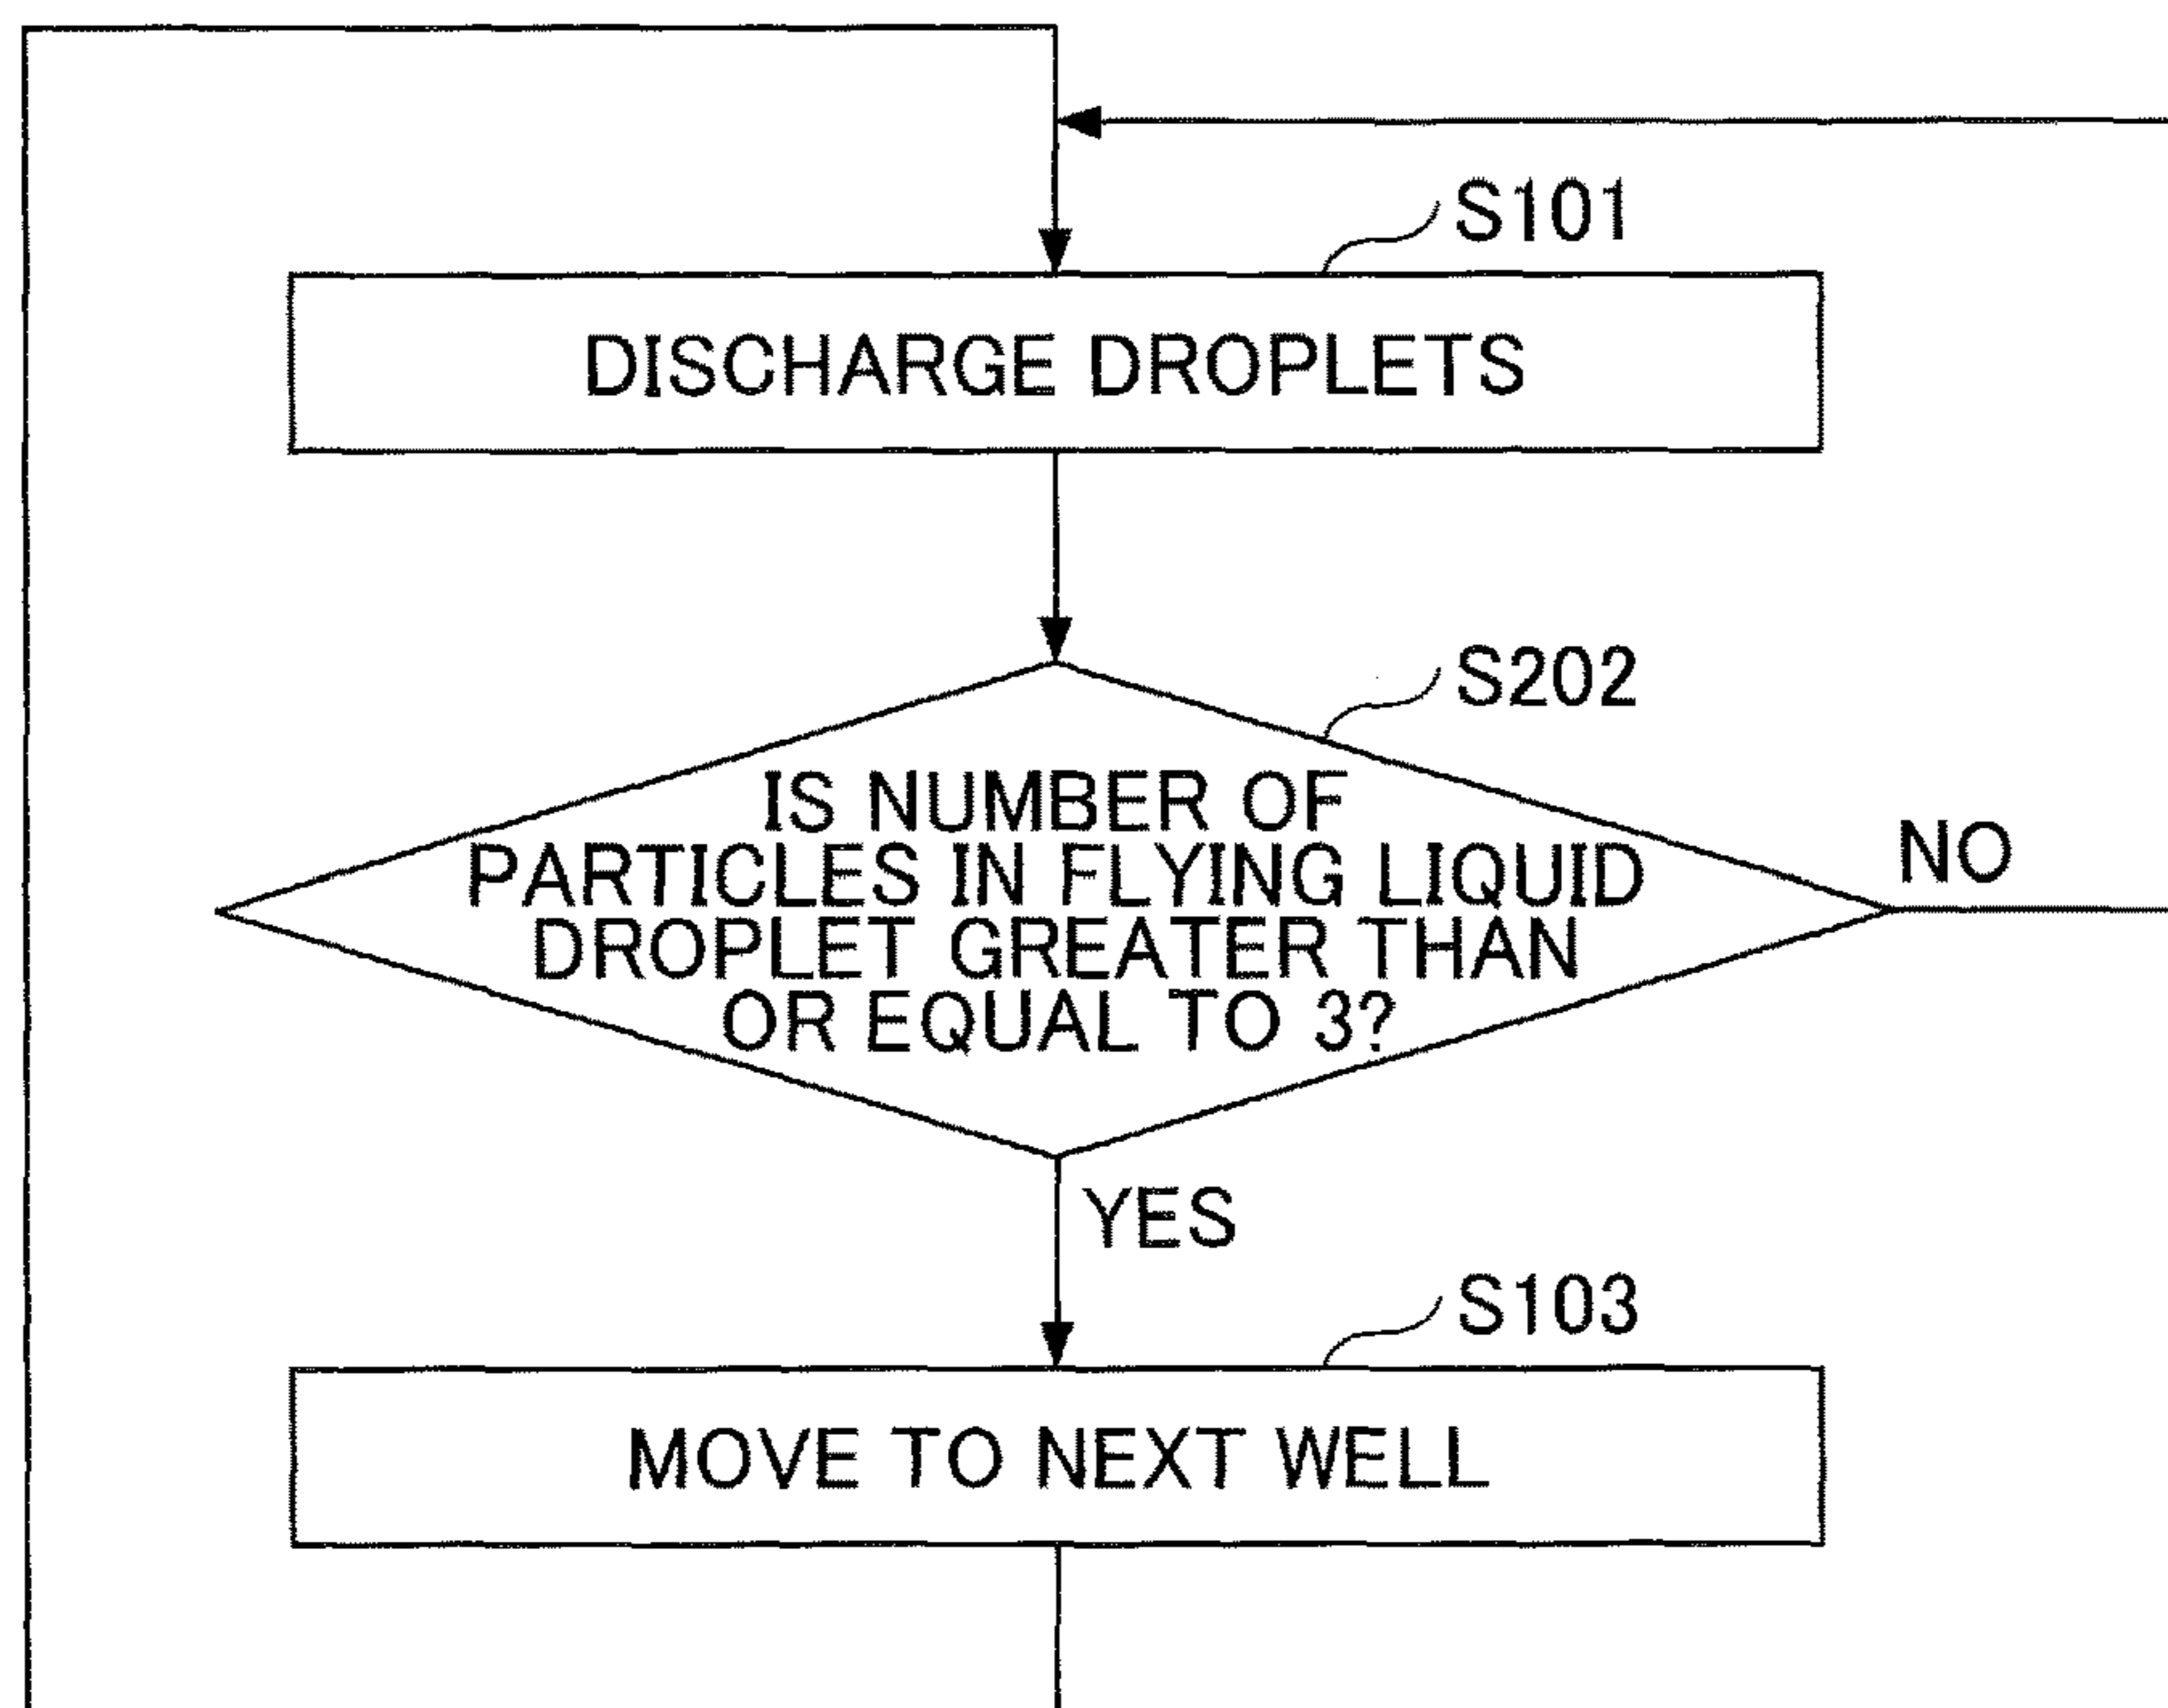 S101
DISCHARGE DROPLETS
S202
IS NUMBER OF
PARTICLES IN FLYING LIQUID
DROPLET GREATER THAN
OR EQUAL TO 3?
NO
YES
S103
MOVE TO NEXT WELL